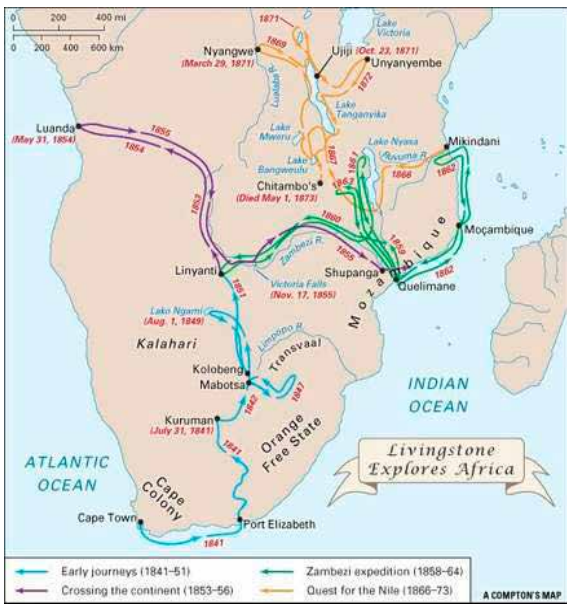 0 200 400 mi
0 200 400 600 km
1871
Lake
Victoria
Nyangwe
(March 29, 1871)
1869
Ujiji (Oct. 23, 1871)
Unyanyembe
1872
Lualaba R.
Lake
Tanganyika
Luanda
(May 31, 1854)
1855
1854
Lake
Mweru
1867
1861
Lake Nyasa
Mikindani
Ruvuma R.
1866
1862
Lake
Bangweulu
Chitambo's
(Died May 1, 1873)
1863
1853
1860
Moçambique
Mozambique
Zambezi R.
1859
1855
Shupanga
Quelimane
1862
Linyanti
Victoria Falls
(Nov. 17, 1855)
1851
Lake Ngami
(Aug. 1, 1849)
Kalahari
Limpopo R.
Transvaal
Kolobeng
Mabotsa
1847
1842
INDIAN
OCEAN
Kuruman
(July 31, 1841)
1841
Orange
Free State
Livingstone
Explores Africa
ATLANTIC
OCEAN
Cape
Colony
Cape Town
Port Elizabeth
1841
Early journeys (1841–51)
Zambezi expedition (1858–64)
Crossing the continent (1853–56)
Quest for the Nile (1866–73)
A COMPTON'S MAP